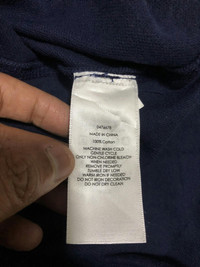 MADE IN CHINA
100% Cotton
MACHINE WASH COLD
GENTLE CYCLE
ONLY NON-CHLORINE BLEACH
WHEN NEEDED
REMOVE PROMPTLY
TUMBLE DRY LOW
WARM IRON IF NEEDED
DO NOT IRON DECORATION
DO NOT DRY CLEAN